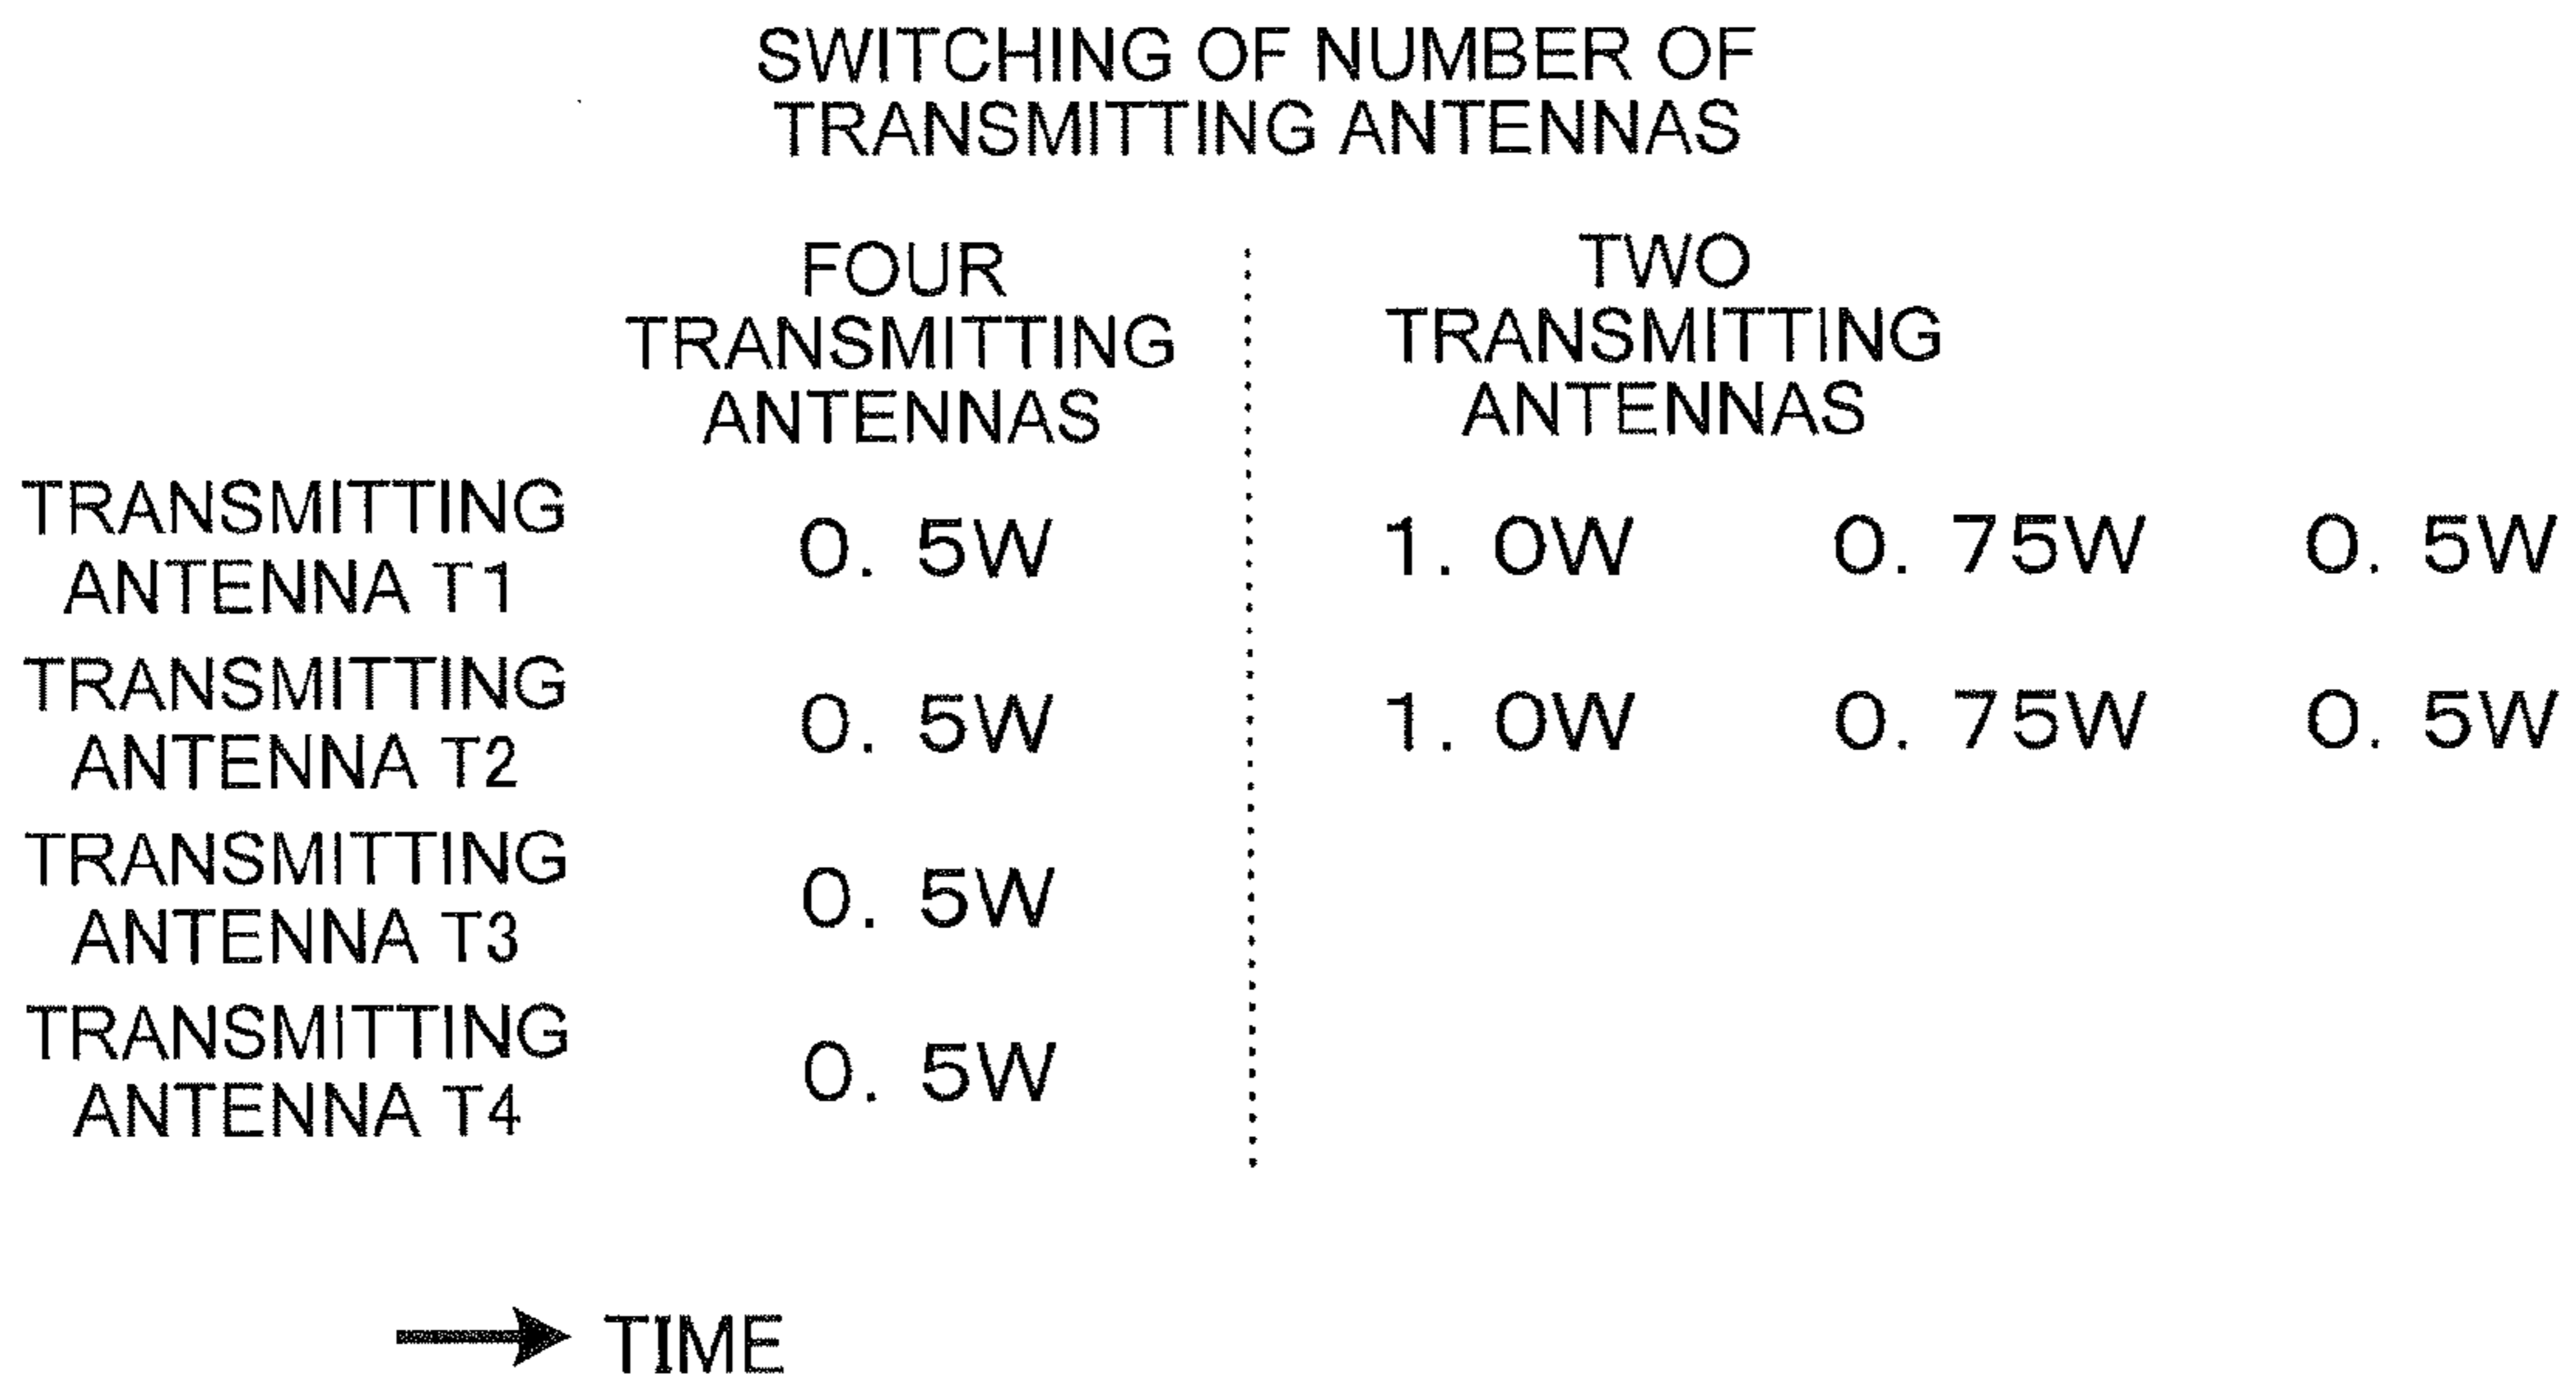 SWITCHING OF NUMBER OF
TRANSMITTING ANTENNAS
FOUR
TRANSMITTING
ANTENNAS
TWO
TRANSMITTING
ANTENNAS
TRANSMITTING
ANTENNA T1
0. 5W
1. 0W
0. 75W
0. 5W
TRANSMITTING
ANTENNA T2
0. 5W
1. 0W
0. 75W
0. 5W
TRANSMITTING
ANTENNA T3
0. 5W
TRANSMITTING
ANTENNA T4
0. 5W
TIME